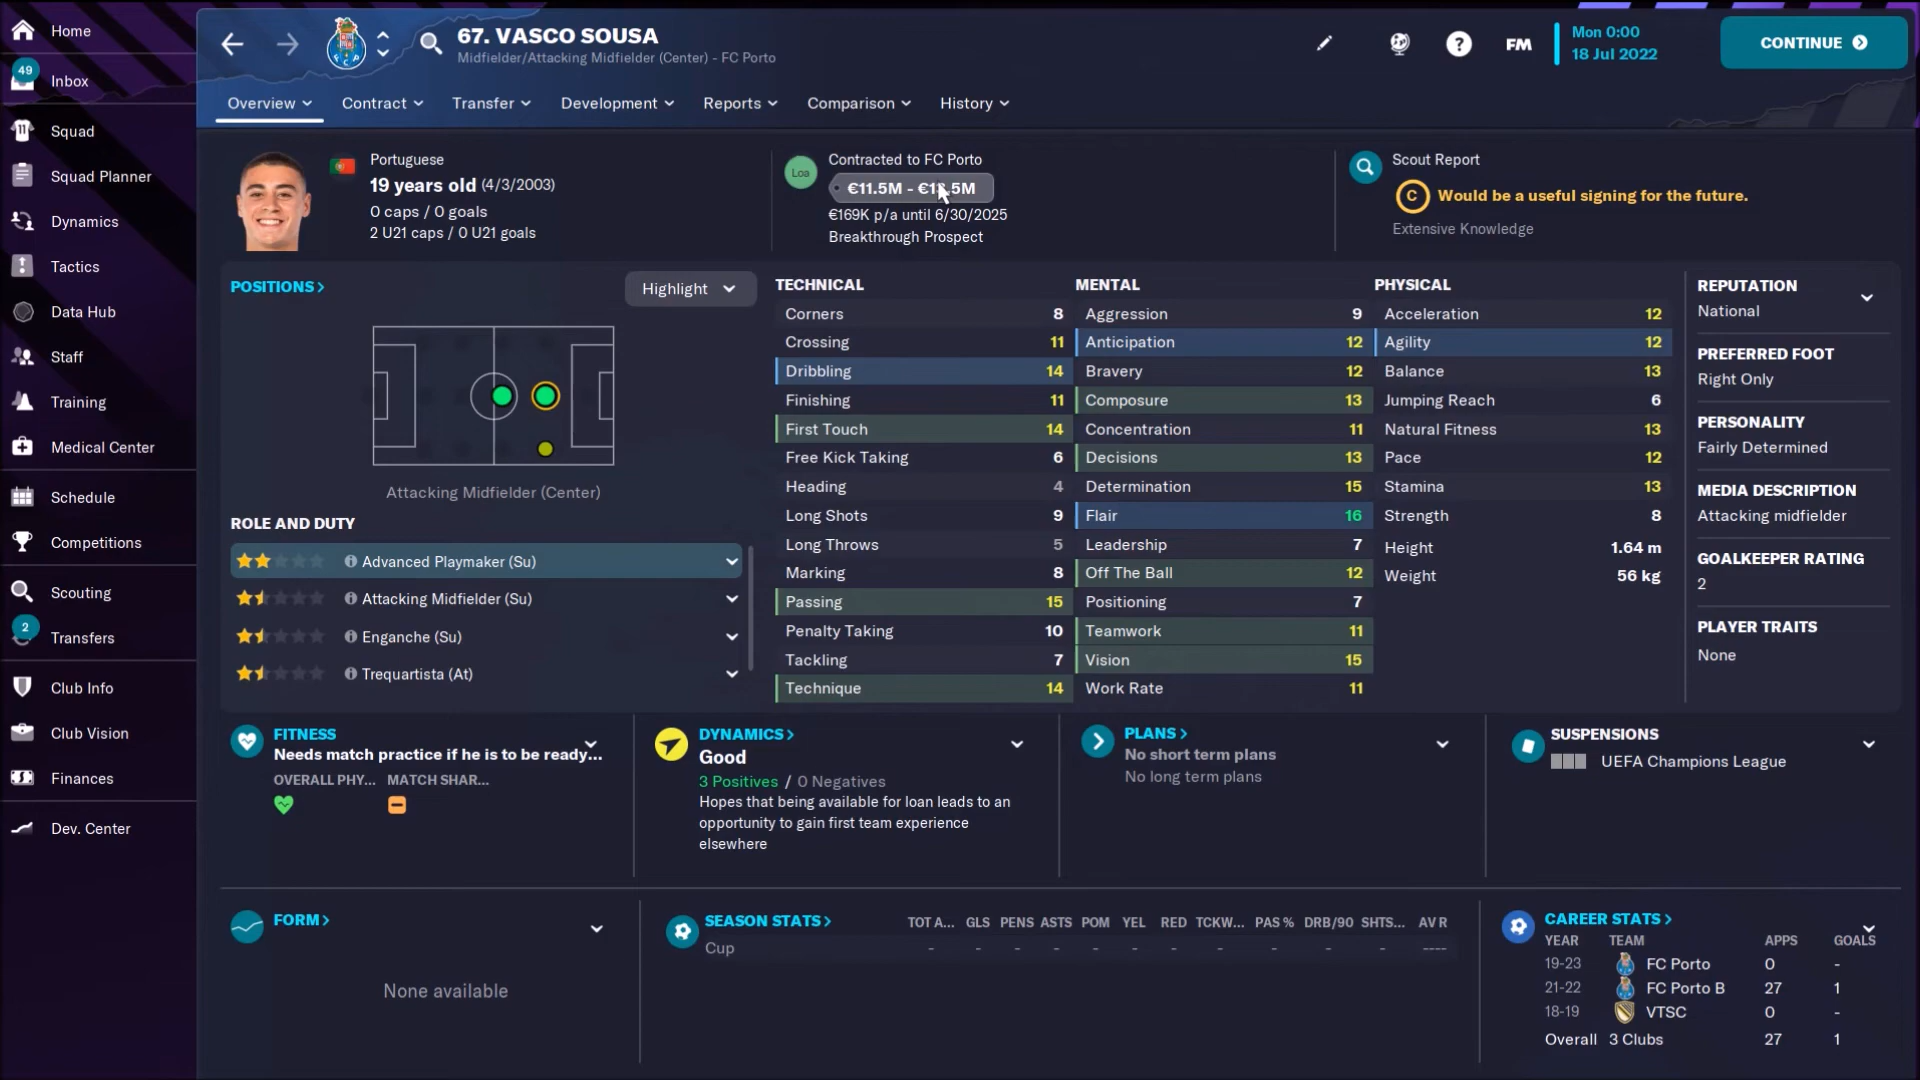 Home
49
Inbox
Squad
Squad Planner
Dynamics
Tactics
Data Hub
Staff
Training
Medical Center
Schedule
Competitions
Scouting
2
Transfers
Club Info
Club Vision
Finances
Dev. Center
67. VASCO SOUSA
Midfielder/Attacking Midfielder (Center) - FC Porto
FM
Mon 0:00
18 Jul 2022
CONTINUE
Overview
Contract
Transfer
Development
Reports
Comparison
History
Portuguese
19 years old (4/3/2003)
0 caps / 0 goals
2 U21 caps / 0 U21 goals
Loa
Contracted to FC Porto
€11.5M -
€169K p/a until 6/30/2025
Breakthrough Prospect
Scout Report
C Would be a useful signing for the future.
Extensive Knowledge
POSITIONS
Highlight
Attacking Midfielder (Center)
ROLE AND DUTY
Advanced Playmaker (Su)
Attacking Midfielder (Su)
Enganche (Su)
Trequartista (At)
TECHNICAL
Corners 8
Crossing 11
Dribbling 14
Finishing 11
First Touch 14
Free Kick Taking 6
Heading 4
Long Shots 9
Long Throws 5
Marking 8
Passing 15
Penalty Taking 10
Tackling 7
Technique 14
MENTAL
Aggression 9
Anticipation 12
Bravery 12
Composure 13
Concentration 11
Decisions 13
Determination 15
Flair 16
Leadership 7
Off The Ball 12
Positioning 7
Teamwork 11
Vision 15
Work Rate 11
PHYSICAL
Acceleration 12
Agility 12
Balance 13
Jumping Reach 6
Natural Fitness 13
Pace 12
Stamina 13
Strength 8
Height 1.64 m
Weight 56 kg
REPUTATION
National
PREFERRED FOOT
Right Only
PERSONALITY
Fairly Determined
MEDIA DESCRIPTION
Attacking midfielder
GOALKEEPER RATING
2
PLAYER TRAITS
None
FITNESS
Needs match practice if he is to be ready...
OVERALL PHY... MATCH SHAR...
DYNAMICS
Good
3 Positives / 0 Negatives
Hopes that being available for loan leads to an
opportunity to gain first team experience
elsewhere
PLANS
No short term plans
No long term plans
SUSPENSIONS
UEFA Champions League
FORM
None available
SEASON STATS TOT A... GLS PENS ASTS POM YEL RED TCKW... PAS % DRB/90 SHTS... AV R
Cup - - - - - - - - - - - ----
CAREER STATS
YEAR TEAM APPS GOALS
19-23 FC Porto 0 -
21-22 FC Porto B 27 1
18-19 VTSC 0 -
Overall 3 Clubs 27 1